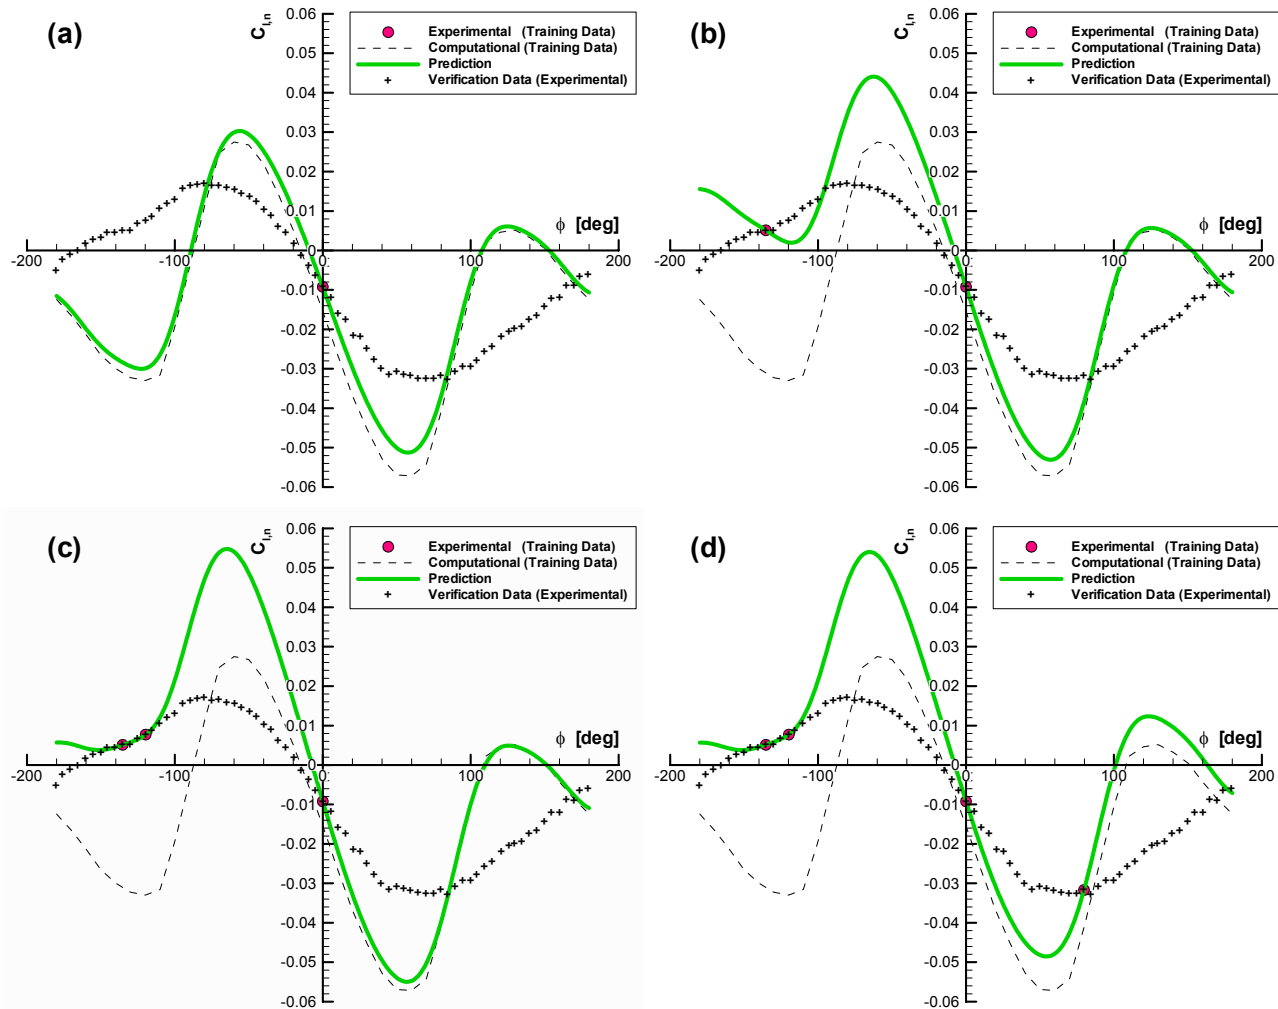 (a)
C l,n
0.06
0.05
0.04
0.03
0.02
0.01
0
-0.01
-0.02
-0.03
-0.04
-0.05
-0.06
-200
-100
100
200
ϕ [deg]
Experimental (Training Data)
Computational (Training Data)
Prediction
Verification Data (Experimental)
(b)
C l,n
0.06
0.05
0.04
0.03
0.02
0.01
0
-0.01
-0.02
-0.03
-0.04
-0.05
-0.06
-200
-100
100
200
ϕ [deg]
Experimental (Training Data)
Computational (Training Data)
Prediction
Verification Data (Experimental)
(c)
C l,n
0.06
0.05
0.04
0.03
0.02
0.01
0
-0.01
-0.02
-0.03
-0.04
-0.05
-0.06
-200
-100
100
200
ϕ [deg]
Experimental (Training Data)
Computational (Training Data)
Prediction
Verification Data (Experimental)
(d)
C l,n
0.06
0.05
0.04
0.03
0.02
0.01
0
-0.01
-0.02
-0.03
-0.04
-0.05
-0.06
-200
-100
100
200
ϕ [deg]
Experimental (Training Data)
Computational (Training Data)
Prediction
Verification Data (Experimental)